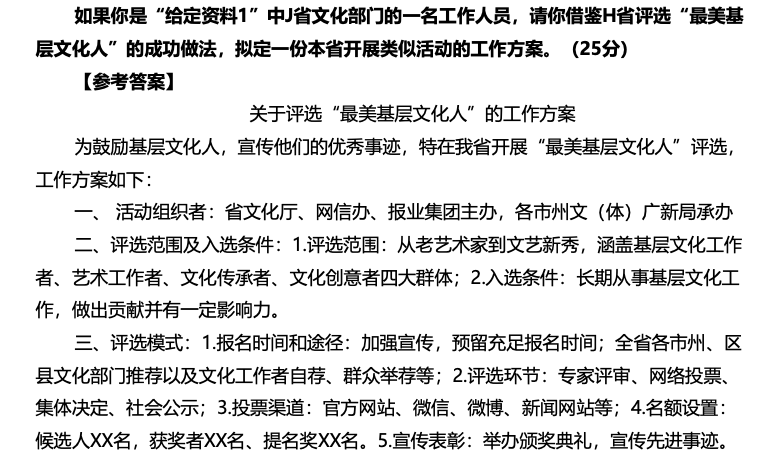 如果你是“给定资料1”中J省文化部门的一名工作人员，请你借鉴H省评选“最美基
层文化人”的成功做法，拟定一份本省开展类似活动的工作方案。（25分）
【参考答案】
关于评选“最美基层文化人”的工作方案
为鼓励基层文化人，宣传他们的优秀事迹，特在我省开展“最美基层文化人”评选，
工作方案如下：
一、 活动组织者：省文化厅、网信办、报业集团主办，各市州文（体）广新局承办
二、评选范围及入选条件：1.评选范围：从老艺术家到文艺新秀，涵盖基层文化工作
者、艺术工作者、文化传承者、文化创意者四大群体；2.入选条件：长期从事基层文化工
作，做出贡献并有一定影响力。
三、评选模式：1.报名时间和途径：加强宣传，预留充足报名时间；全省各市州、区
县文化部门推荐以及文化工作者自荐、群众举荐等；2.评选环节：专家评审、网络投票、
集体决定、社会公示；3.投票渠道：官方网站、微信、微博、新闻网站等；4.名额设置：
候选人XX名，获奖者XX名、提名奖XX名。5.宣传表彰：举办颁奖典礼，宣传先进事迹。